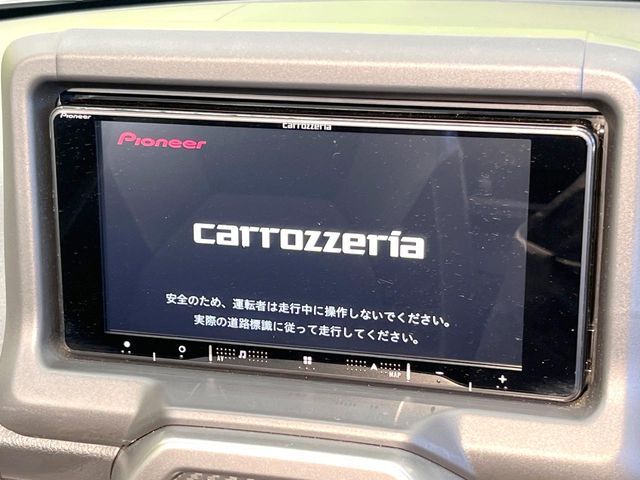 Pioneer
carrozzeria
Pioneer
carrozzeria
安全のため、運転者は走行中に操作しないでください。
実際の道路標識に従って走行してください。
AV MAP - +